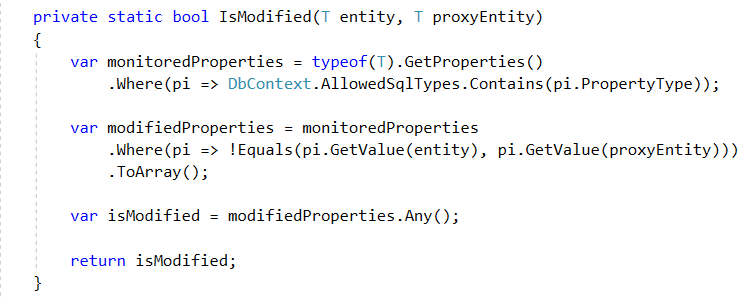 private static bool IsModified(T entity, T proxyEntity)
{
    var monitoredProperties = typeof(T).GetProperties()
        .Where(pi => DbContext.AllowedSqlTypes.Contains(pi.PropertyType));

    var modifiedProperties = monitoredProperties
        .Where(pi => !Equals(pi.GetValue(entity), pi.GetValue(proxyEntity)))
        .ToArray();

    var isModified = modifiedProperties.Any();

    return isModified;
}